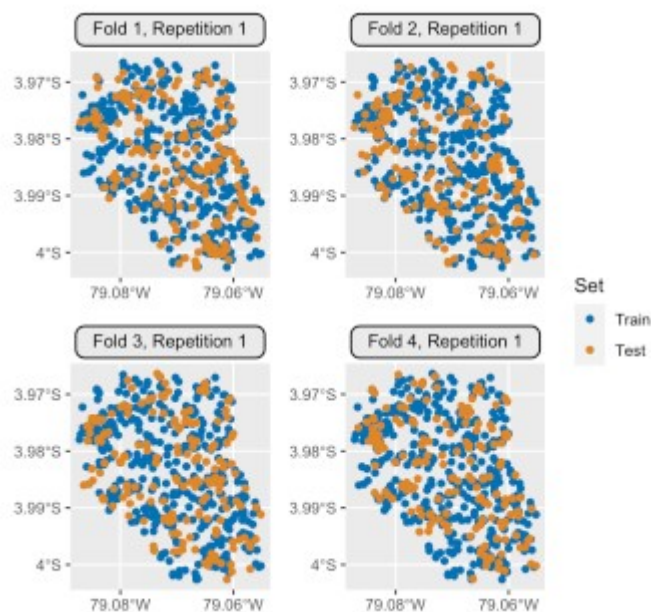 Fold 1, Repetition 1
Fold 2, Repetition 1
3.97°S
3.98°S
3.99°S
4°S
79.08°W
79.06°W
3.97°S
3.98°S
3.99°S
4°S
79.08°W
79.06°W
Set
Train
Test
Fold 3, Repetition 1
Fold 4, Repetition 1
3.97°S
3.98°S
3.99°S
4°S
79.08°W
79.06°W
3.97°S
3.98°S
3.99°S
4°S
79.08°W
79.06°W